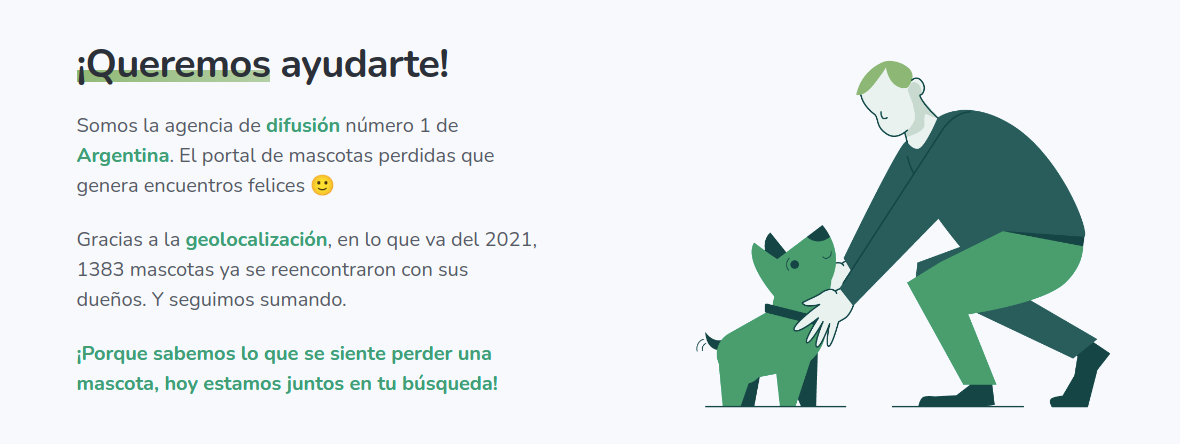 ¡Queremos ayudarte!
Somos la agencia de difusión número 1 de
Argentina. El portal de mascotas perdidas que
genera encuentros felices 🙂
Gracias a la geolocalización, en lo que va del 2021,
1383 mascotas ya se reencontraron con sus
dueños. Y seguimos sumando.
¡Porque sabemos lo que se siente perder una
mascota, hoy estamos juntos en tu búsqueda!